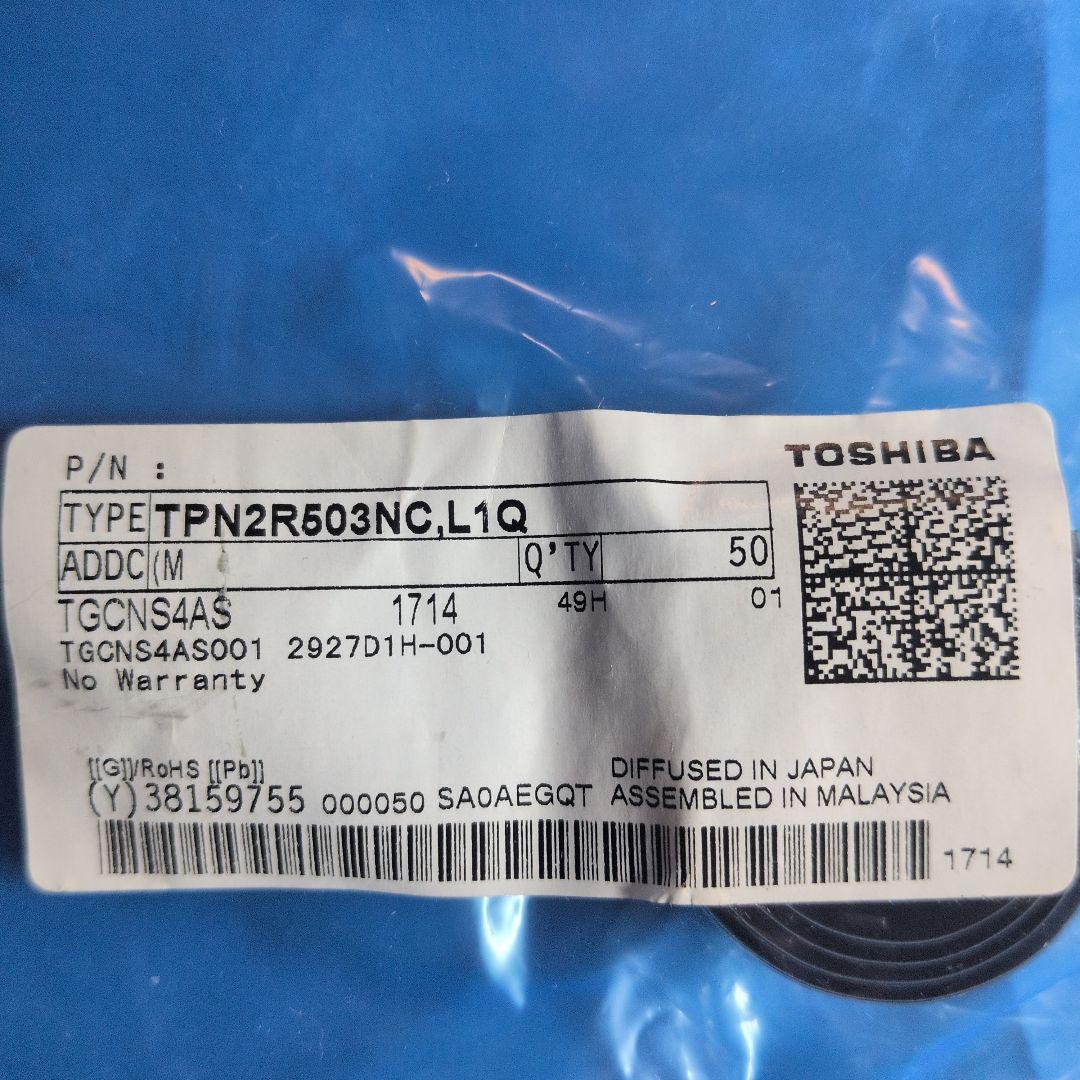 TOSHIBA
P/N :
TYPE TPN2R503NC,L1Q
ADDC (M Q'TY 50
TGCNS4AS 1714 49H 01
TGCNS4AS001 2927D1H-001
No Warranty
[[G]]/RoHS [[Pb]]
DIFFUSED IN JAPAN
(Y)38159755 000050 SA0AEGQT ASSEMBLED IN MALAYSIA
1714